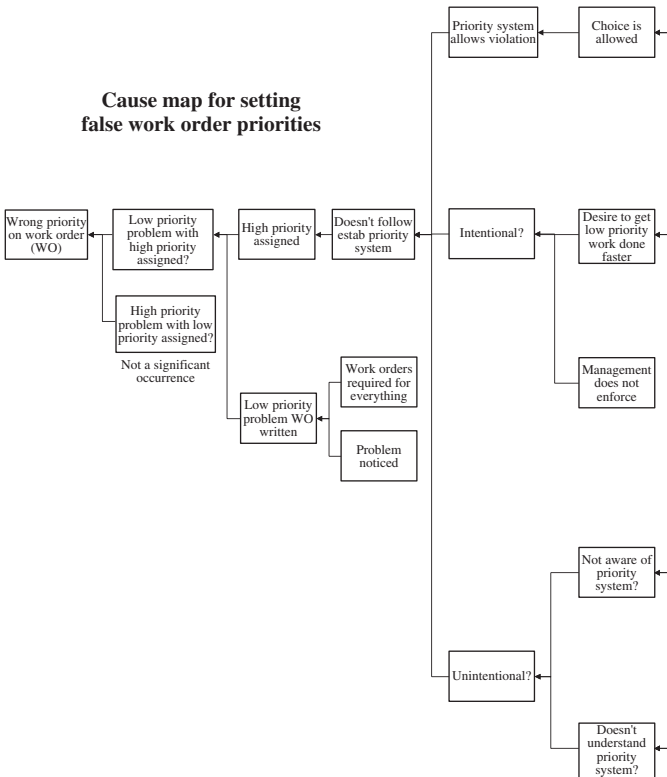 Priority system
allows violation
Choice is
allowed
Cause map for setting
false work order priorities
Wrong priority
on work order
(WO)
Low priority
problem with
high priority
assigned?
High priority
assigned
Doesn't follow
estab priority
system
Intentional?
Desire to get
low priority
work done
faster
High priority
problem with low
priority assigned?
Not a significant
occurrence
Low priority
problem WO
written
Work orders
required for
everything
Problem
noticed
Management
does not
enforce
Not aware of
priority
system?
Unintentional?
Doesn't
understand
priority
system?